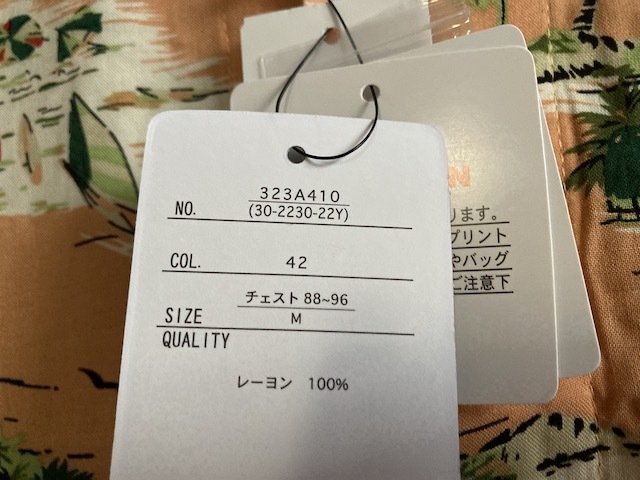 323A410
NO. (30-2230-22Y)
COL. 42
チェスト 88~96
SIZE M
QUALITY
レーヨン 100%
N
ります。
プリント
やバッグ
ご注意下